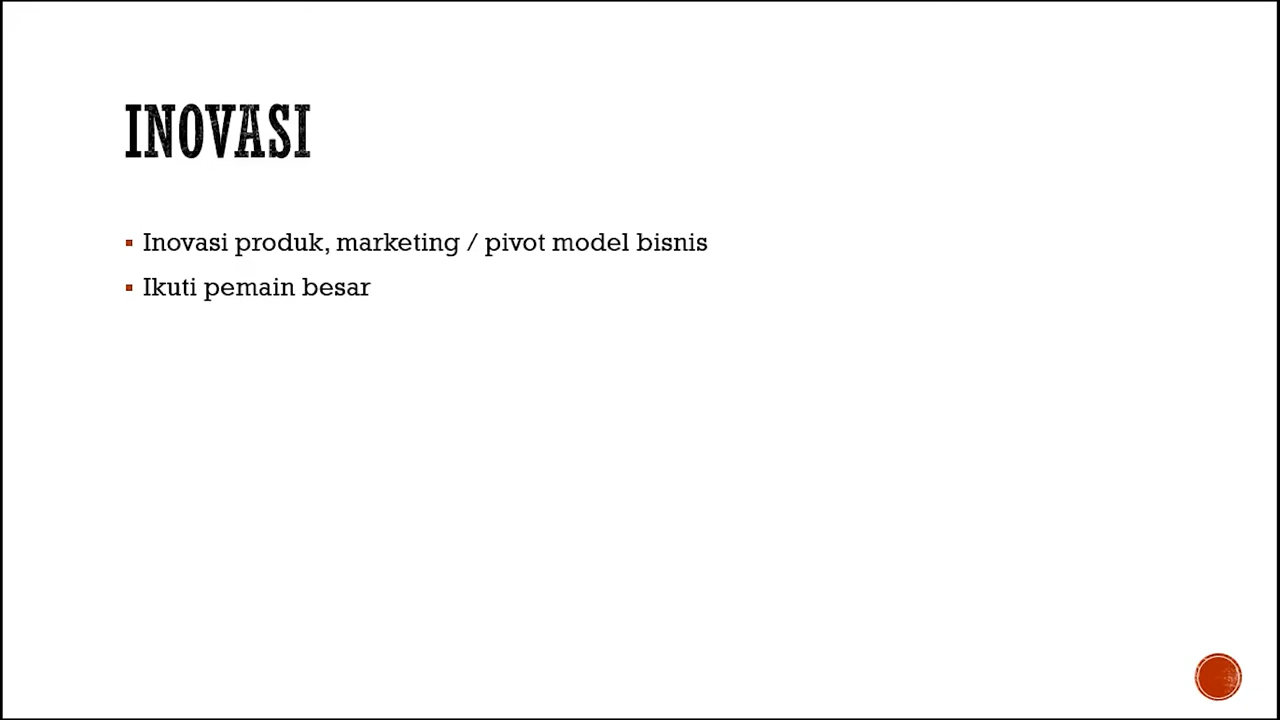 INOVASI
Inovasi produk, marketing / pivot model bisnis
Ikuti pemain besar